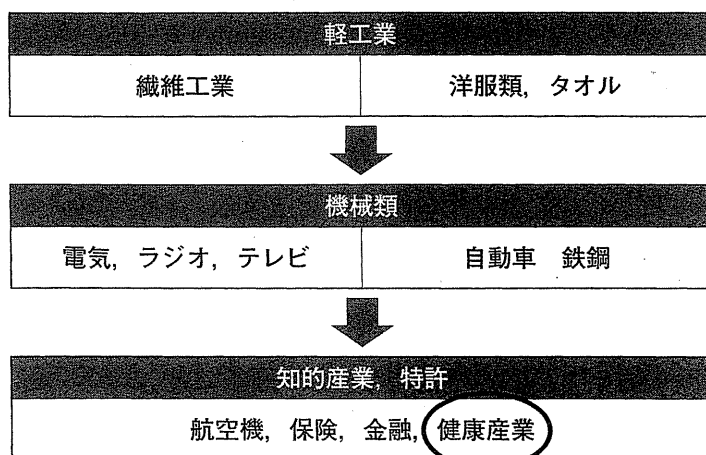 軽工業
繊維工業 洋服類，タオル
機械類
電気，ラジオ，テレビ 自動車 鉄鋼
知的産業，特許
航空機，保険，金融，健康産業